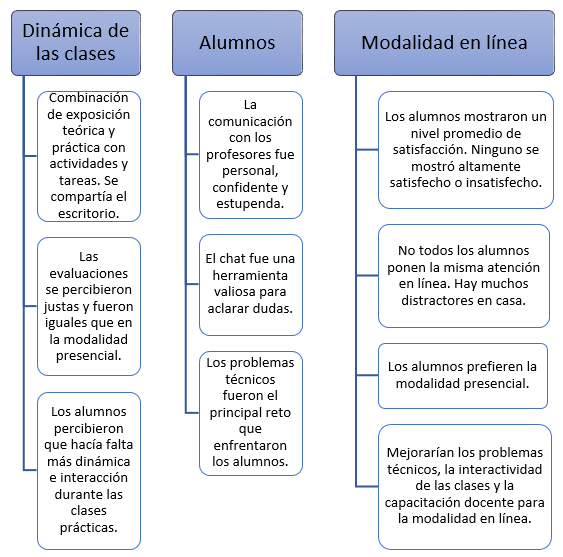 Dinámica de
las clases
Combinación
de exposición
teórica y
práctica con
actividades y
tareas. Se
compartía el
escritorio.
Las
evaluaciones
se percibieron
justas y fueron
iguales que en
la modalidad
presencial.
Los alumnos
percibieron
que hacía falta
más dinámica
e interacción
durante las
clases
prácticas.
Alumnos
La
comunicación
con los
profesores fue
personal,
confidente y
estupenda.
El chat fue una
herramienta
valiosa para
aclarar dudas.
Los problemas
técnicos
fueron el
principal reto
que
enfrentaron
los alumnos.
Modalidad en línea
Los alumnos mostraron un
nivel promedio de
satisfacción. Ninguno se
mostró altamente
satisfecho o insatisfecho.
No todos los alumnos
ponen la misma atención
en línea. Hay muchos
distractores en casa.
Los alumnos prefieren la
modalidad presencial.
Mejorarían los problemas
técnicos, la interactividad
de las clases y la
capacitación docente para
la modalidad en línea.